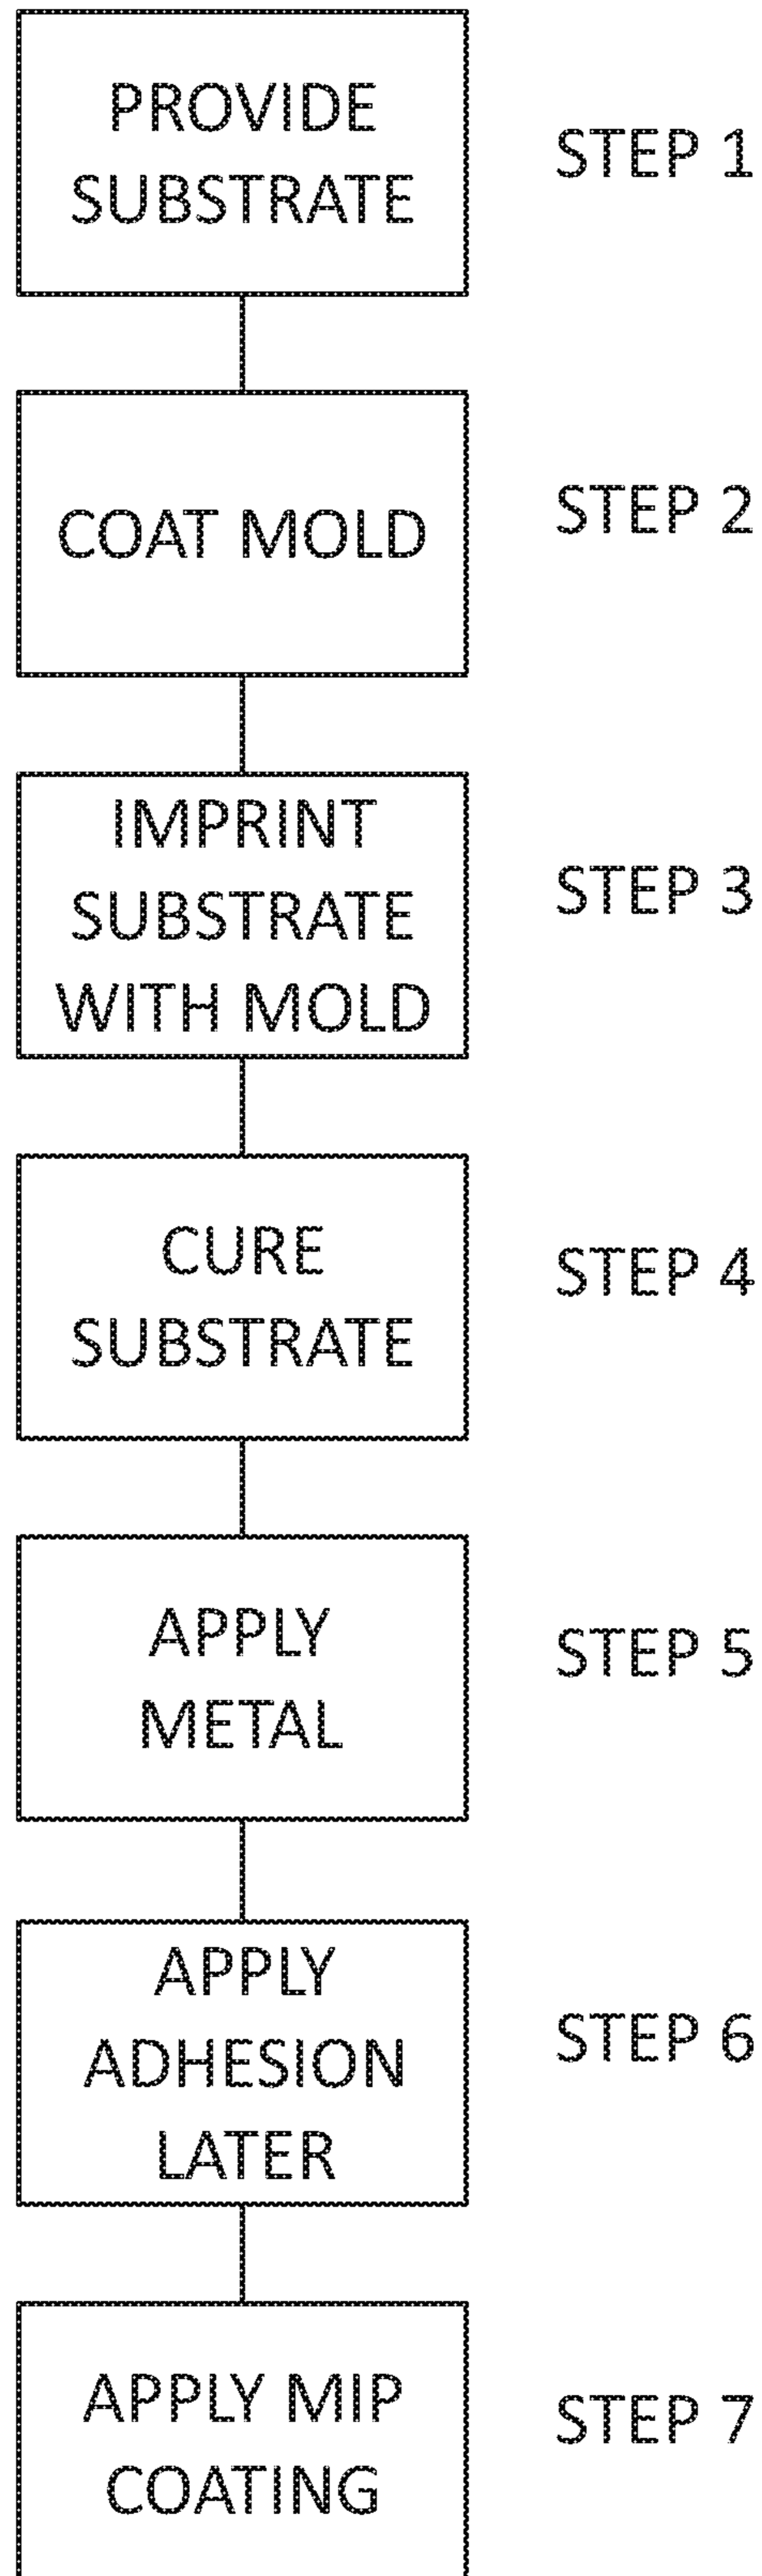 PROVIDE
SUBSTRATE
STEP 1
COAT MOLD
STEP 2
IMPRINT
SUBSTRATE
WITH MOLD
STEP 3
CURE
SUBSTRATE
STEP 4
APPLY
METAL
STEP 5
APPLY
ADHESION
LATER
STEP 6
APPLY MIP
COATING
STEP 7